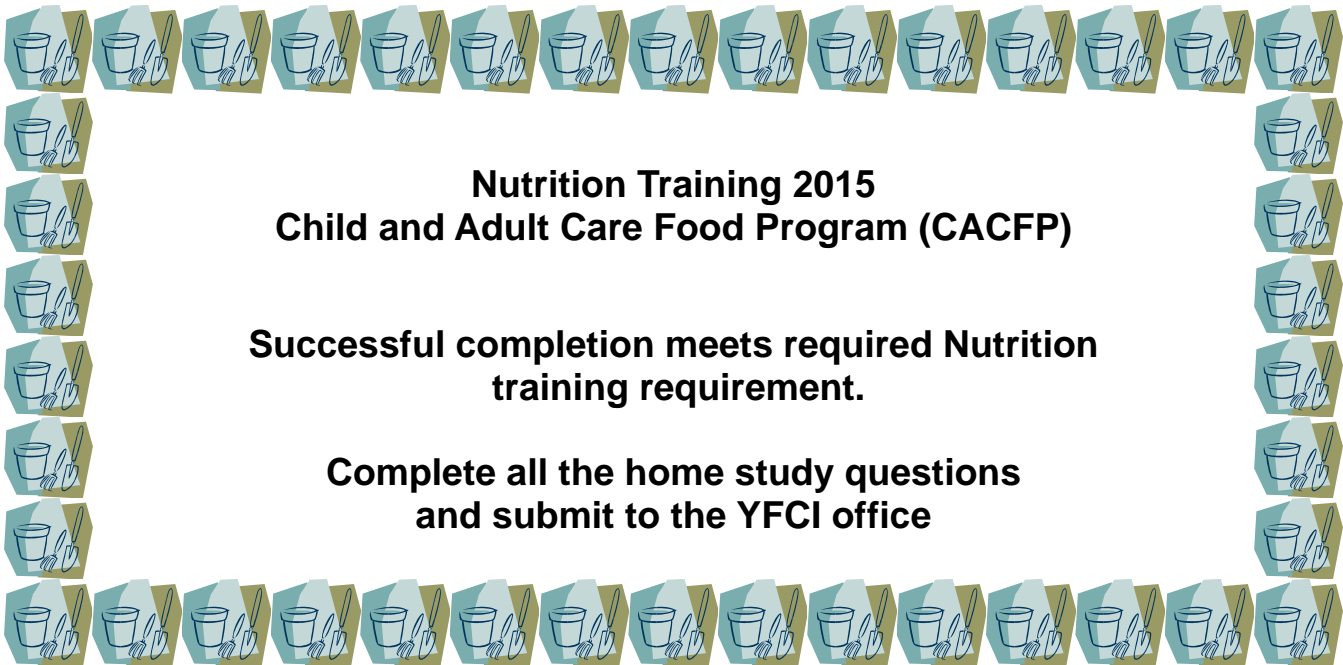 Nutrition Training 2015
Child and Adult Care Food Program (CACFP)
Successful completion meets required Nutrition
training requirement.
Complete all the home study questions
and submit to the YFCI office